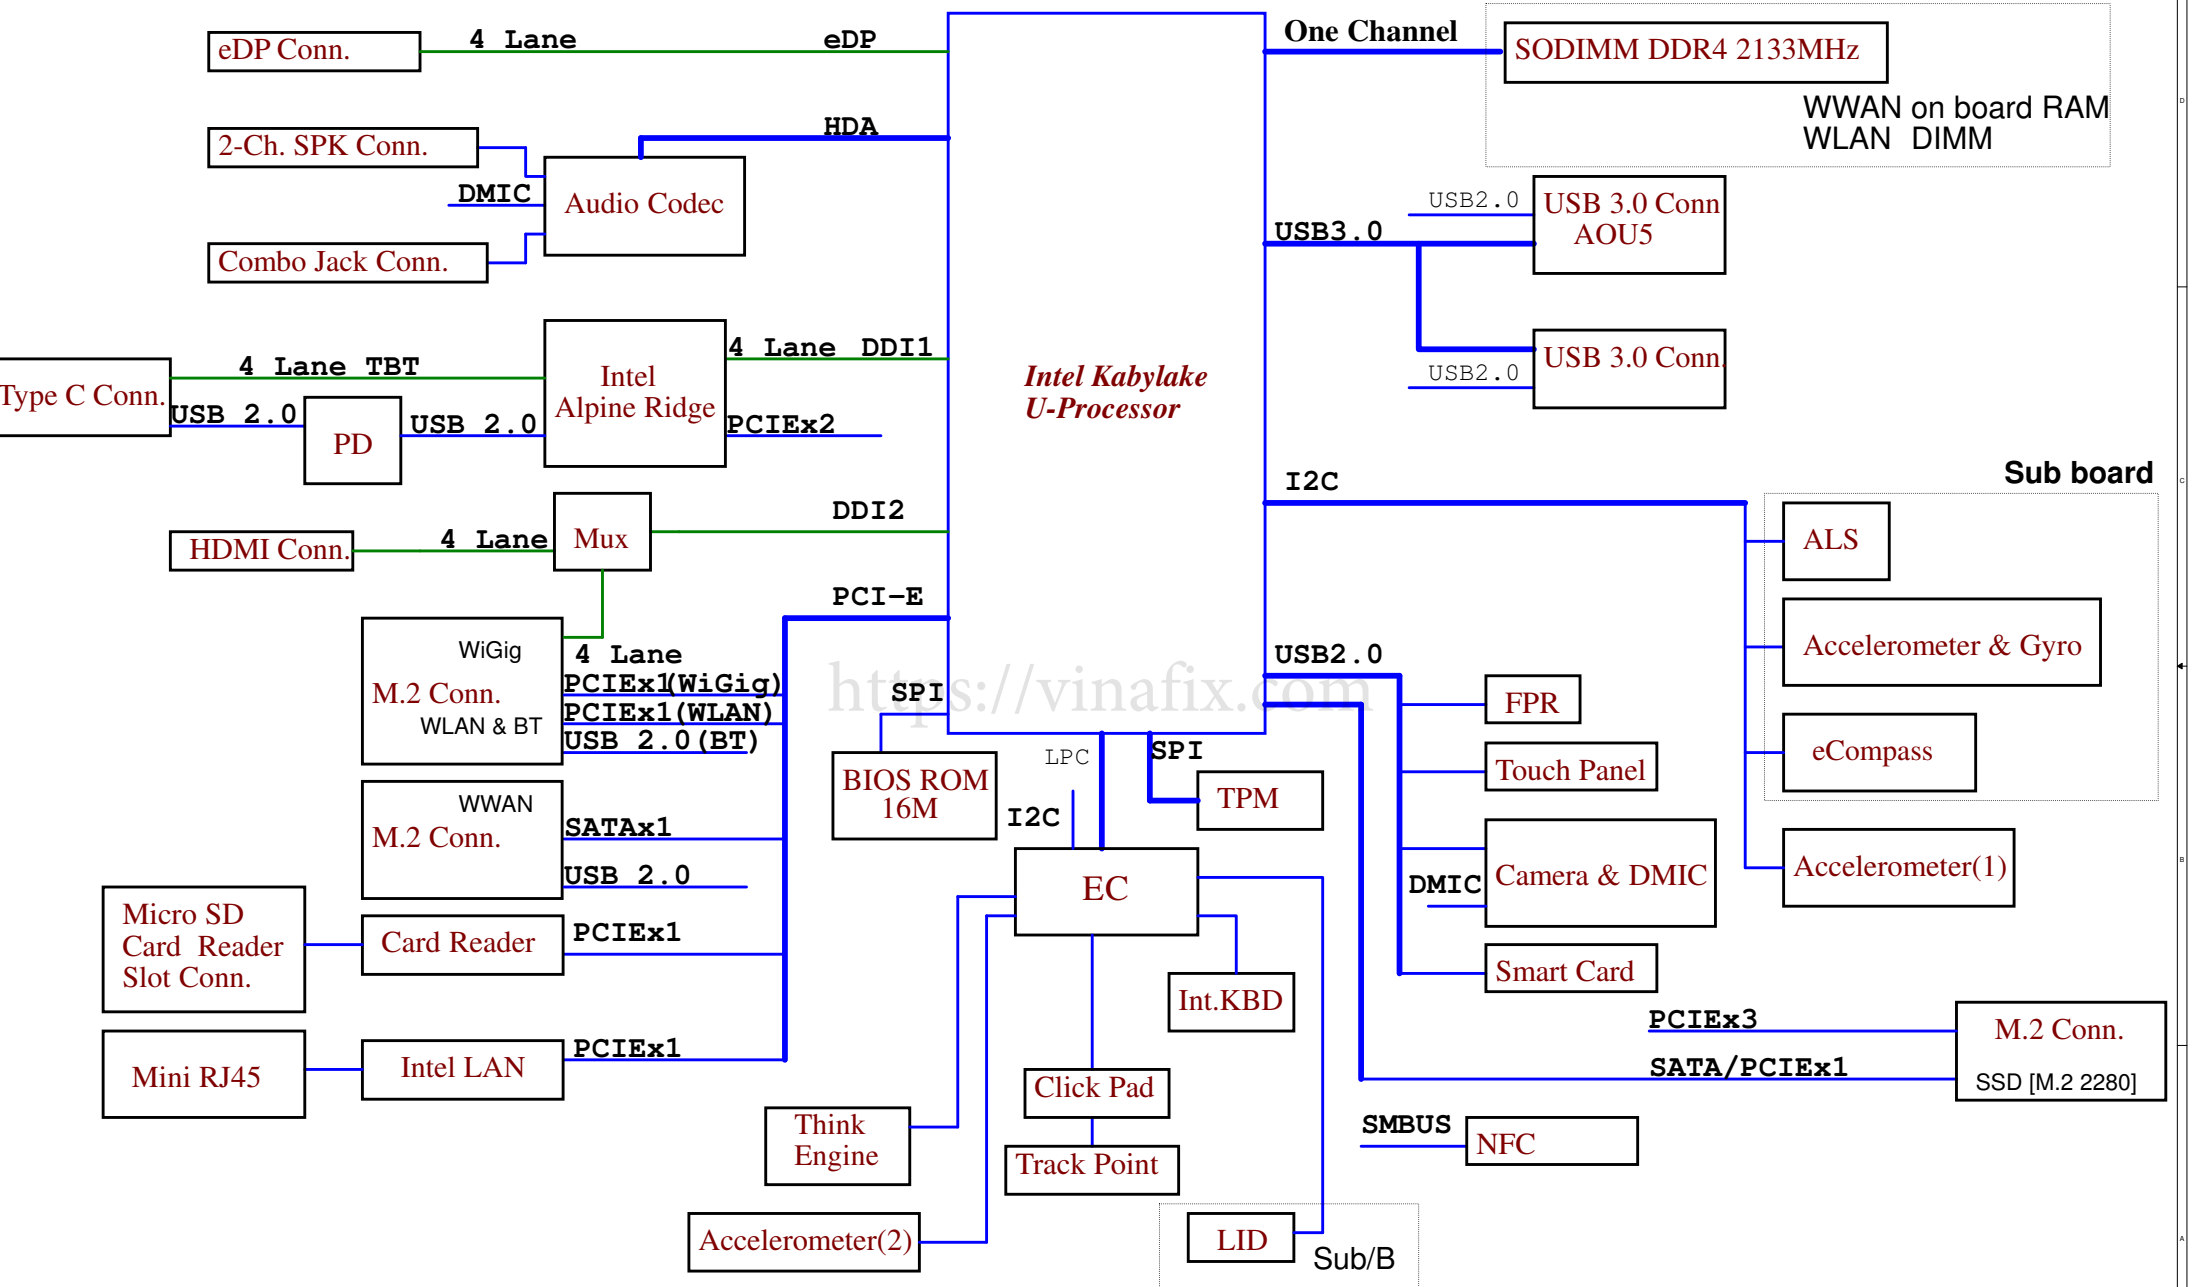 eDP Conn.
4 Lane
eDP
2-Ch. SPK Conn.
HDA
DMIC
Audio Codec
Combo Jack Conn.
Type C Conn.
4 Lane TBT
USB 2.0
PD
USB 2.0
Intel
Alpine Ridge
4 Lane DDI1
PCIEx2
HDMI Conn.
4 Lane
Mux
DDI2
PCI-E
WiGig
M.2 Conn.
WLAN & BT
4 Lane
PCIEx1(WiGig)
PCIEx1(WLAN)
USB 2.0(BT)
WWAN
M.2 Conn.
SATAx1
USB 2.0
Micro SD
Card Reader
Slot Conn.
Card Reader
PCIEx1
Mini RJ45
Intel LAN
PCIEx1
Intel Kabylake
U-Processor
https://vinafix.com
SPI
BIOS ROM
16M
LPC
I2C
SPI
TPM
EC
Int.KBD
Click Pad
Track Point
Think
Engine
Accelerometer(2)
LID
Sub/B
One Channel
SODIMM DDR4 2133MHz
WWAN on board RAM
WLAN DIMM
USB3.0
USB2.0
USB 3.0 Conn
AOU5
USB2.0
USB 3.0 Conn.
I2C
Sub board
ALS
Accelerometer & Gyro
eCompass
Accelerometer(1)
USB2.0
FPR
Touch Panel
DMIC
Camera & DMIC
Smart Card
PCIEx3
SATA/PCIEx1
M.2 Conn.
SSD [M.2 2280]
SMBUS
NFC
D
C
B
A